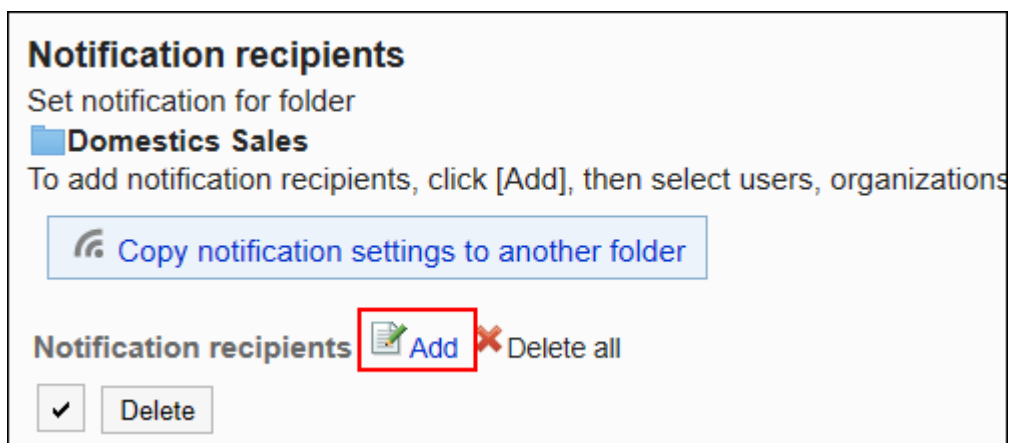 Notification recipients
Set notification for folder
Domestics Sales
To add notification recipients, click [Add], then select users, organizations
Copy notification settings to another folder
Notification recipients Add Delete all
Delete